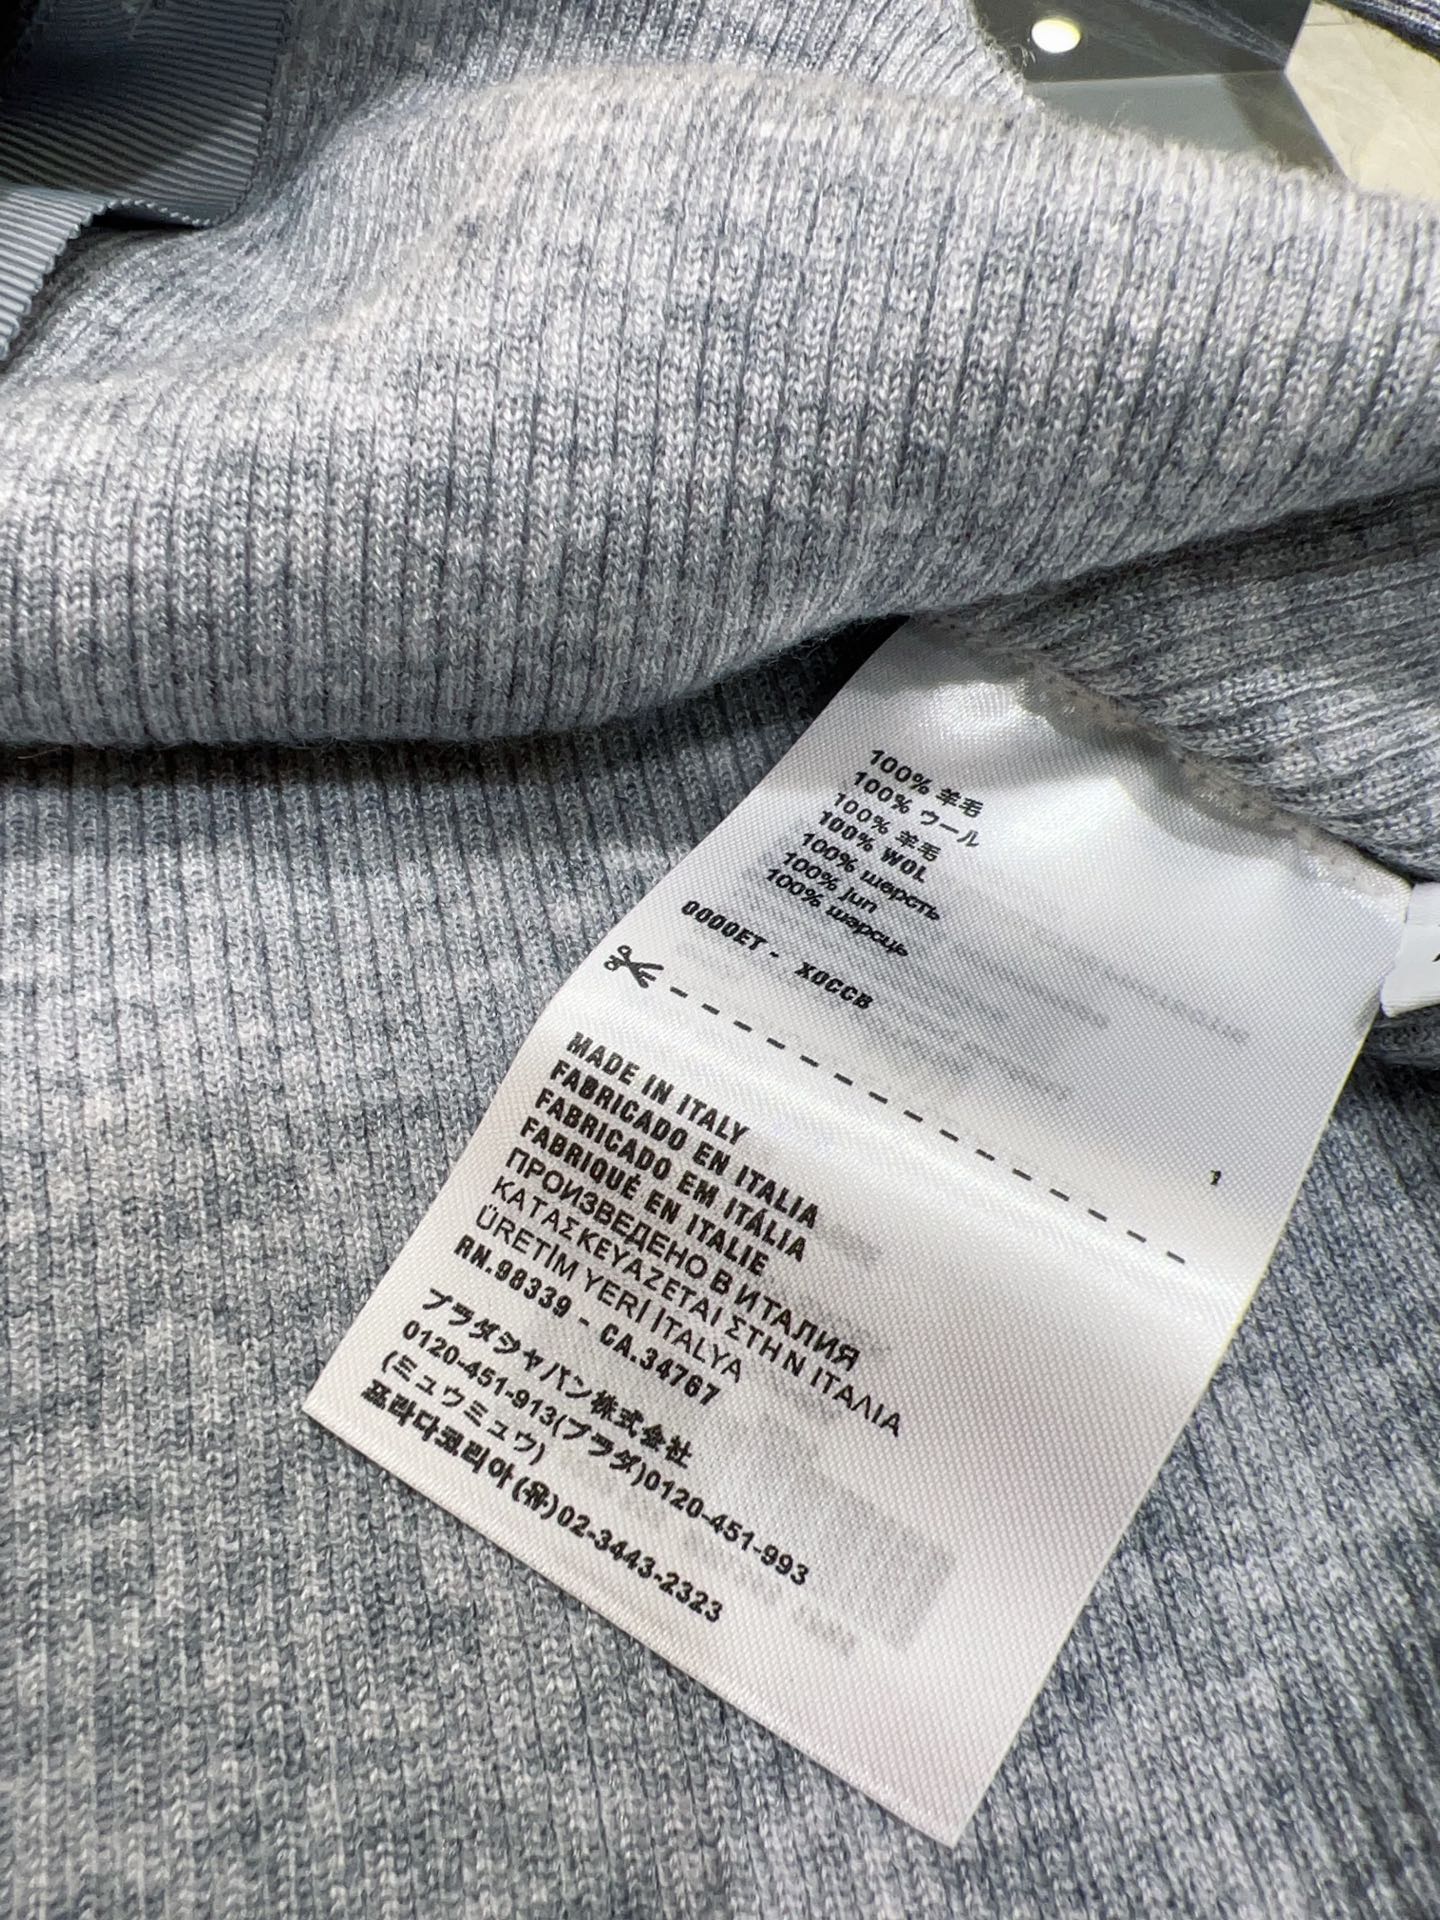 100% 羊毛
100% ウール
100% 羊毛
100% WOL
100% шерсть
100% jun
100% шэрсць
0000ET - X0CCB
MADE IN ITALY
FABRICADO EN ITALIA
FABRICADO EM ITÁLIA
FABRIQUÉ EN ITALIE
ПРОИЗВЕДЕНО В ИТАЛИЯ
ΚΑΤΑΣΚΕΥΑΖΕΤΑΙ ΣΤΗΝ ΙΤΑΛΙΑ
ÜRETİM YERİ İTALYA
RN.98339 - CA.34767
プラダジャパン株式会社
0120-451-913(プラダ)0120-451-993
(ミュウミュウ)
프라다코리아(유)02-3443-2323
1